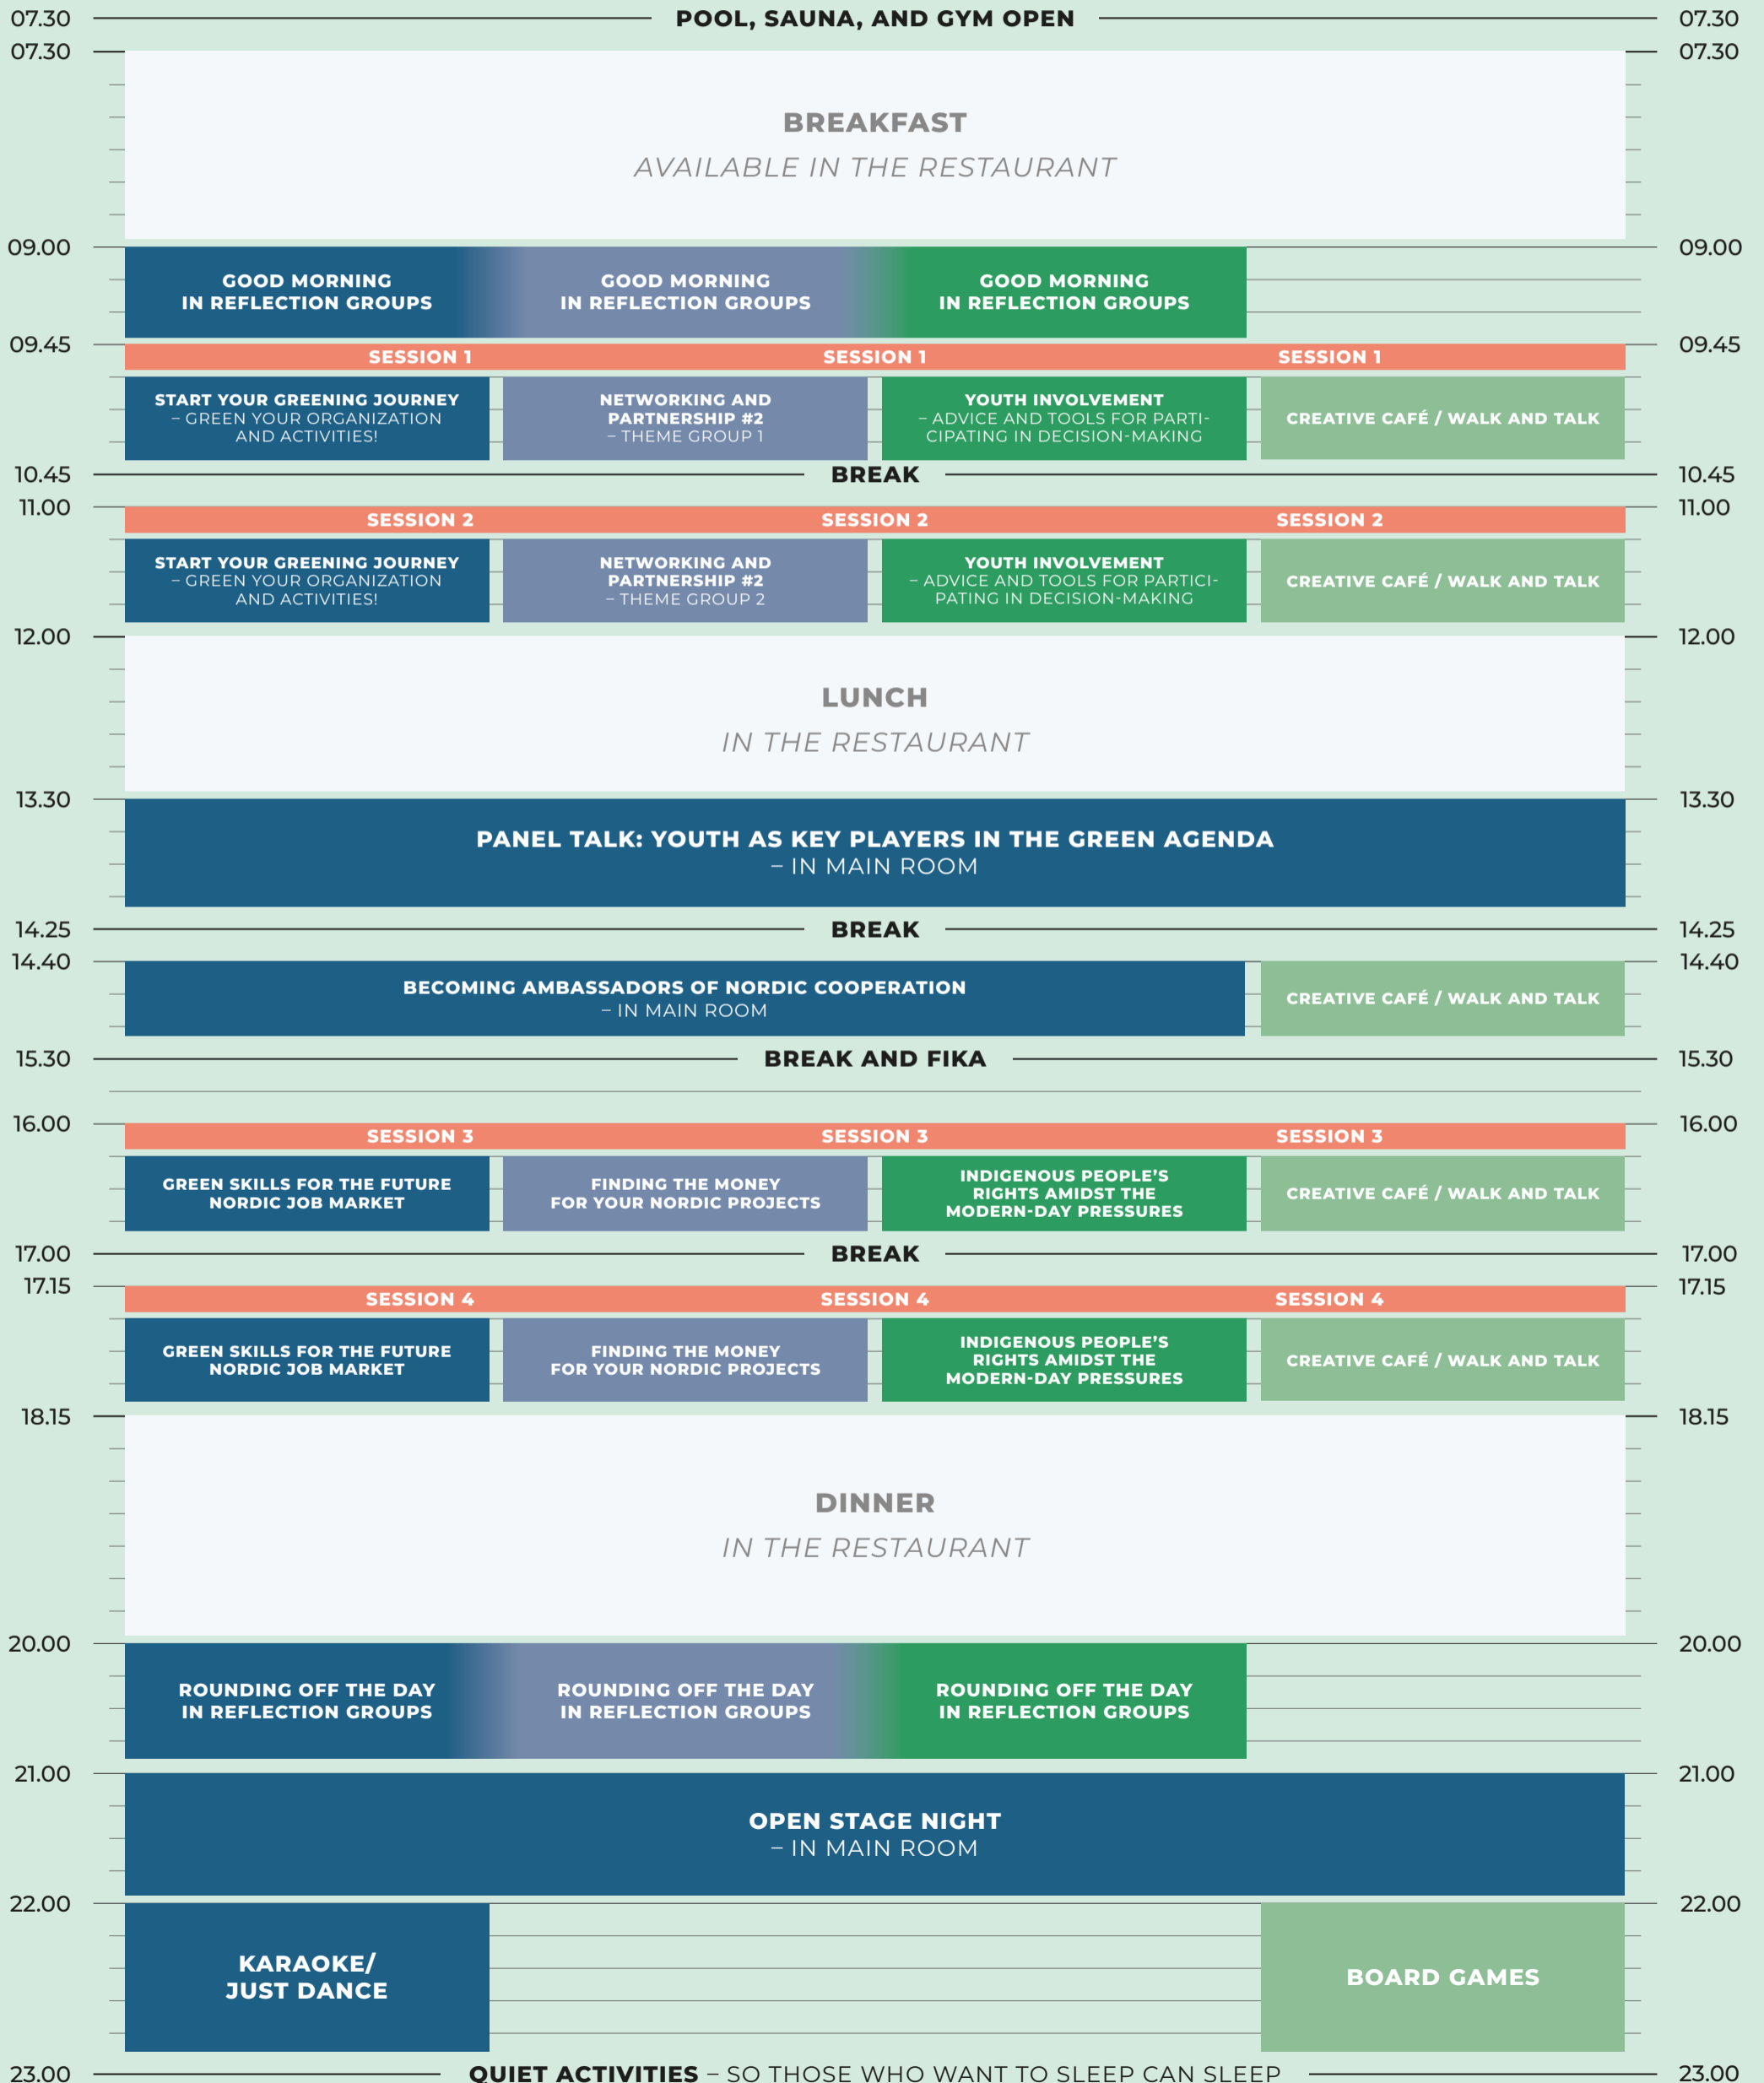 07.30 POOL, SAUNA, AND GYM OPEN 07.30
07.30 07.30
BREAKFAST
AVAILABLE IN THE RESTAURANT
09.00 09.00
GOOD MORNING
IN REFLECTION GROUPS
GOOD MORNING
IN REFLECTION GROUPS
GOOD MORNING
IN REFLECTION GROUPS
09.45 09.45
SESSION 1 SESSION 1 SESSION 1
START YOUR GREENING JOURNEY
– GREEN YOUR ORGANIZATION
AND ACTIVITIES!
NETWORKING AND
PARTNERSHIP #2
– THEME GROUP 1
YOUTH INVOLVEMENT
– ADVICE AND TOOLS FOR PARTI-
CIPATING IN DECISION-MAKING
CREATIVE CAFÉ / WALK AND TALK
10.45 BREAK 10.45
11.00 11.00
SESSION 2 SESSION 2 SESSION 2
START YOUR GREENING JOURNEY
– GREEN YOUR ORGANIZATION
AND ACTIVITIES!
NETWORKING AND
PARTNERSHIP #2
– THEME GROUP 2
YOUTH INVOLVEMENT
– ADVICE AND TOOLS FOR PARTICI-
PATING IN DECISION-MAKING
CREATIVE CAFÉ / WALK AND TALK
12.00 12.00
LUNCH
IN THE RESTAURANT
13.30 13.30
PANEL TALK: YOUTH AS KEY PLAYERS IN THE GREEN AGENDA
– IN MAIN ROOM
14.25 BREAK 14.25
14.40 14.40
BECOMING AMBASSADORS OF NORDIC COOPERATION
– IN MAIN ROOM
CREATIVE CAFÉ / WALK AND TALK
15.30 BREAK AND FIKA 15.30
16.00 16.00
SESSION 3 SESSION 3 SESSION 3
GREEN SKILLS FOR THE FUTURE
NORDIC JOB MARKET
FINDING THE MONEY
FOR YOUR NORDIC PROJECTS
INDIGENOUS PEOPLE'S
RIGHTS AMIDST THE
MODERN-DAY PRESSURES
CREATIVE CAFÉ / WALK AND TALK
17.00 BREAK 17.00
17.15 17.15
SESSION 4 SESSION 4 SESSION 4
GREEN SKILLS FOR THE FUTURE
NORDIC JOB MARKET
FINDING THE MONEY
FOR YOUR NORDIC PROJECTS
INDIGENOUS PEOPLE'S
RIGHTS AMIDST THE
MODERN-DAY PRESSURES
CREATIVE CAFÉ / WALK AND TALK
18.15 18.15
DINNER
IN THE RESTAURANT
20.00 20.00
ROUNDING OFF THE DAY
IN REFLECTION GROUPS
ROUNDING OFF THE DAY
IN REFLECTION GROUPS
ROUNDING OFF THE DAY
IN REFLECTION GROUPS
21.00 21.00
OPEN STAGE NIGHT
– IN MAIN ROOM
22.00 22.00
KARAOKE/
JUST DANCE
BOARD GAMES
23.00 QUIET ACTIVITIES – SO THOSE WHO WANT TO SLEEP CAN SLEEP 23.00